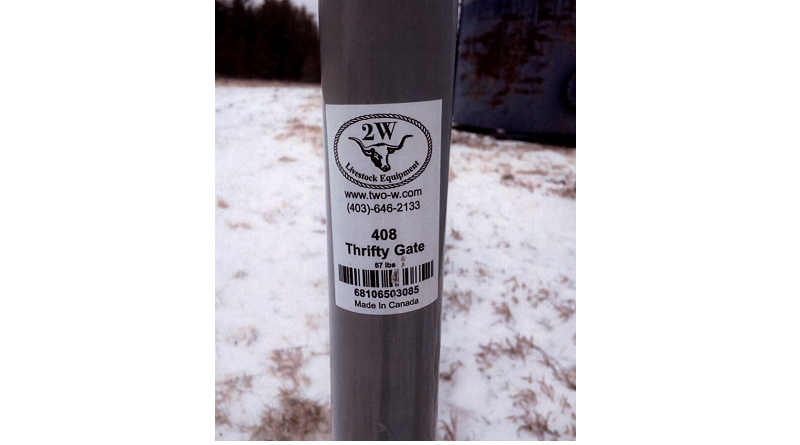 2W
Livestock Equipment
www.two-w.com
(403)-646-2133
408
Thrifty Gate
67 lbs
68106503085
Made In Canada